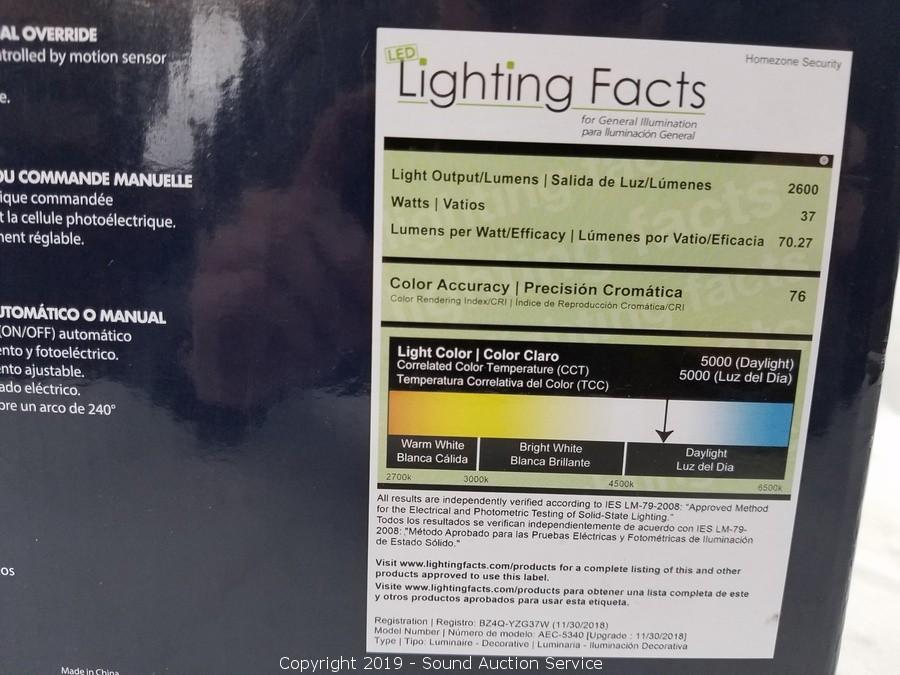 AL OVERRIDE
trolled by motion sensor
e.
OU COMMANDE MANUELLE
ique commandée
t la cellule photoélectrique.
nent réglable.
UTOMÁTICO O MANUAL
(ON/OFF) automático
ento y fotoeléctrico.
nto ajustable.
ado eléctrico.
bre un arco de 240°
os
Made in China
LED
Lighting Facts
Homezone Security
for General Illumination
para Iluminación General
Light Output/Lumens | Salida de Luz/Lúmenes 2600
Watts | Vatios 37
Lumens per Watt/Efficacy | Lúmenes por Vatio/Eficacia 70.27
Color Accuracy | Precisión Cromática 76
Color Rendering Index/CRI | Índice de Reproducción Cromática/CRI
Light Color | Color Claro 5000 (Daylight)
Correlated Color Temperature (CCT) 5000 (Luz del Día)
Temperatura Correlativa del Color (TCC)
Warm White Bright White Daylight
Blanca Cálida Blanca Brillante Luz del Dia
2700k 3000k 4500k 6500k
All results are independently verified according to IES LM-79-2008: "Approved Method
for the Electrical and Photometric Testing of Solid-State Lighting."
Todos los resultados se verifican independientemente de acuerdo con IES LM-79-
2008: "Método Aprobado para las Pruebas Eléctricas y Fotométricas de Iluminación
de Estado Sólido."
Visit www.lightingfacts.com/products for a complete listing of this and other
products approved to use this label.
Visite www.lightingfacts.com/products para obtener una lista completa de este
y otros productos aprobados para usar esta etiqueta.
Registration | Registro: BZ4Q-YZG37W (11/30/2018)
Model Number | Número de modelo: AEC-5340 [Upgrade : 11/30/2018]
Type | Tipo: Luminaire - Decorative | Luminaria - Iluminación Decorativa
Copyright 2019 - Sound Auction Service